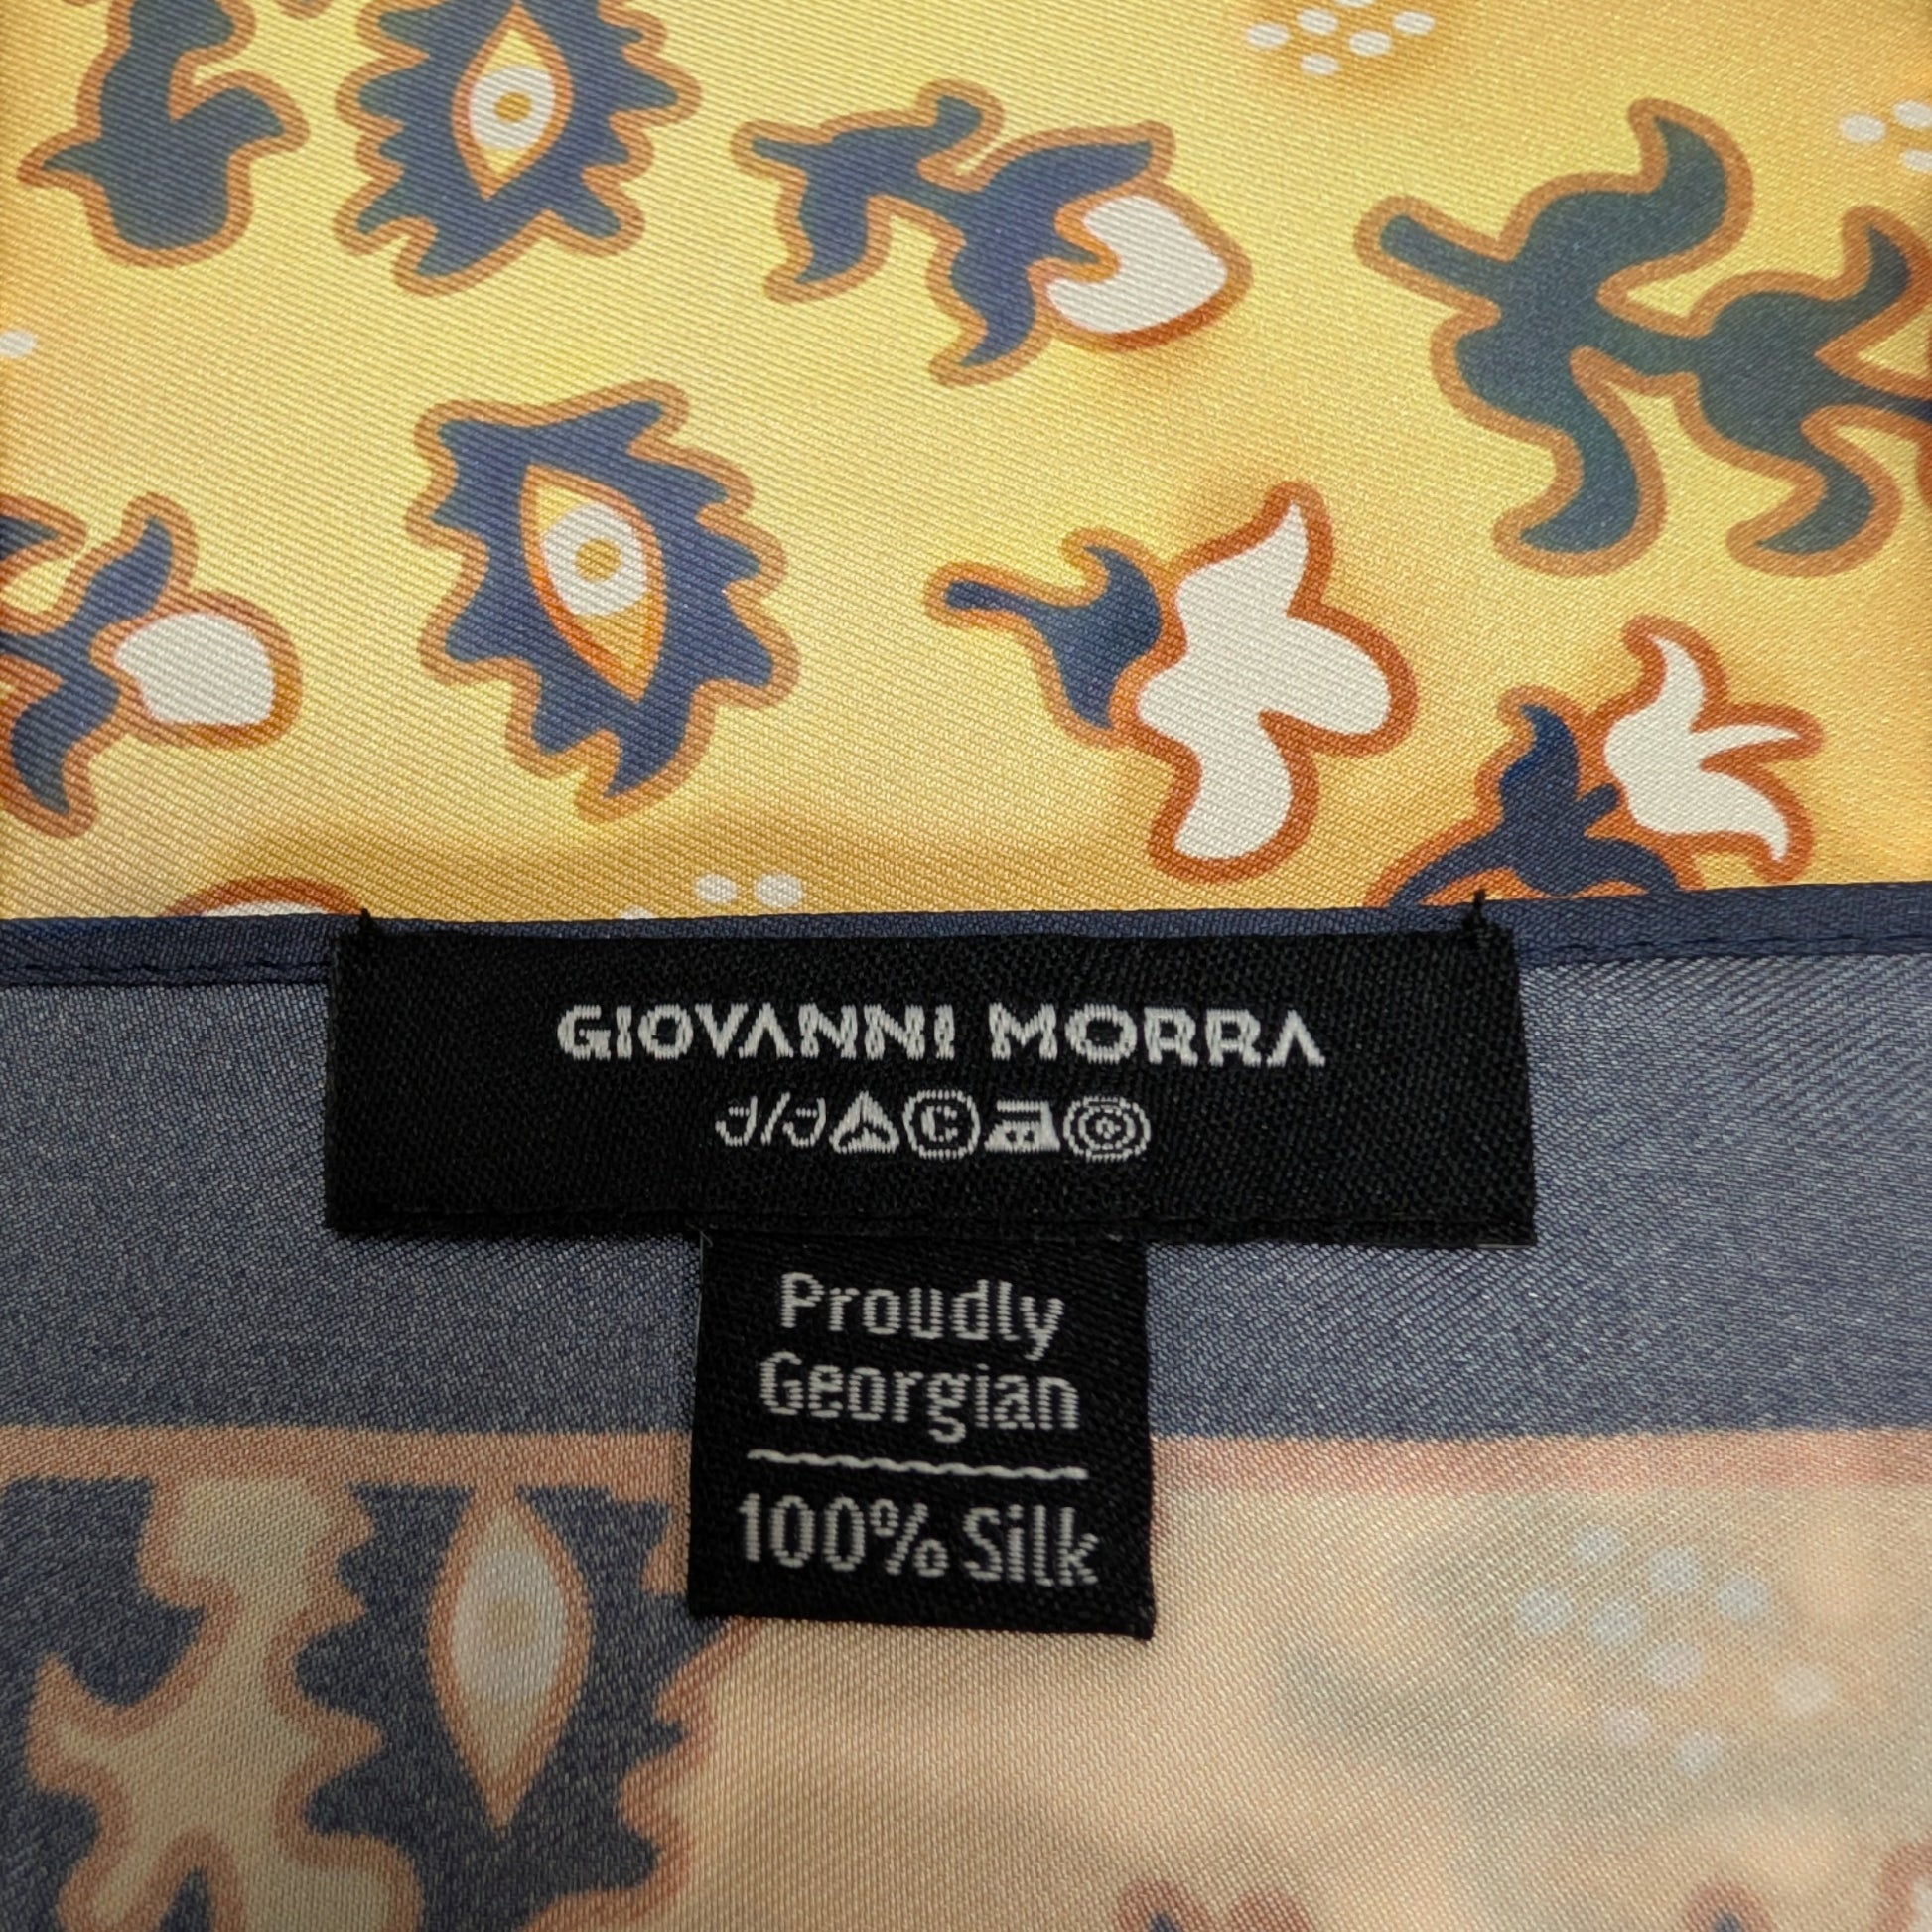 GIOVANNI MORRA
Proudly
Georgian
100% Silk